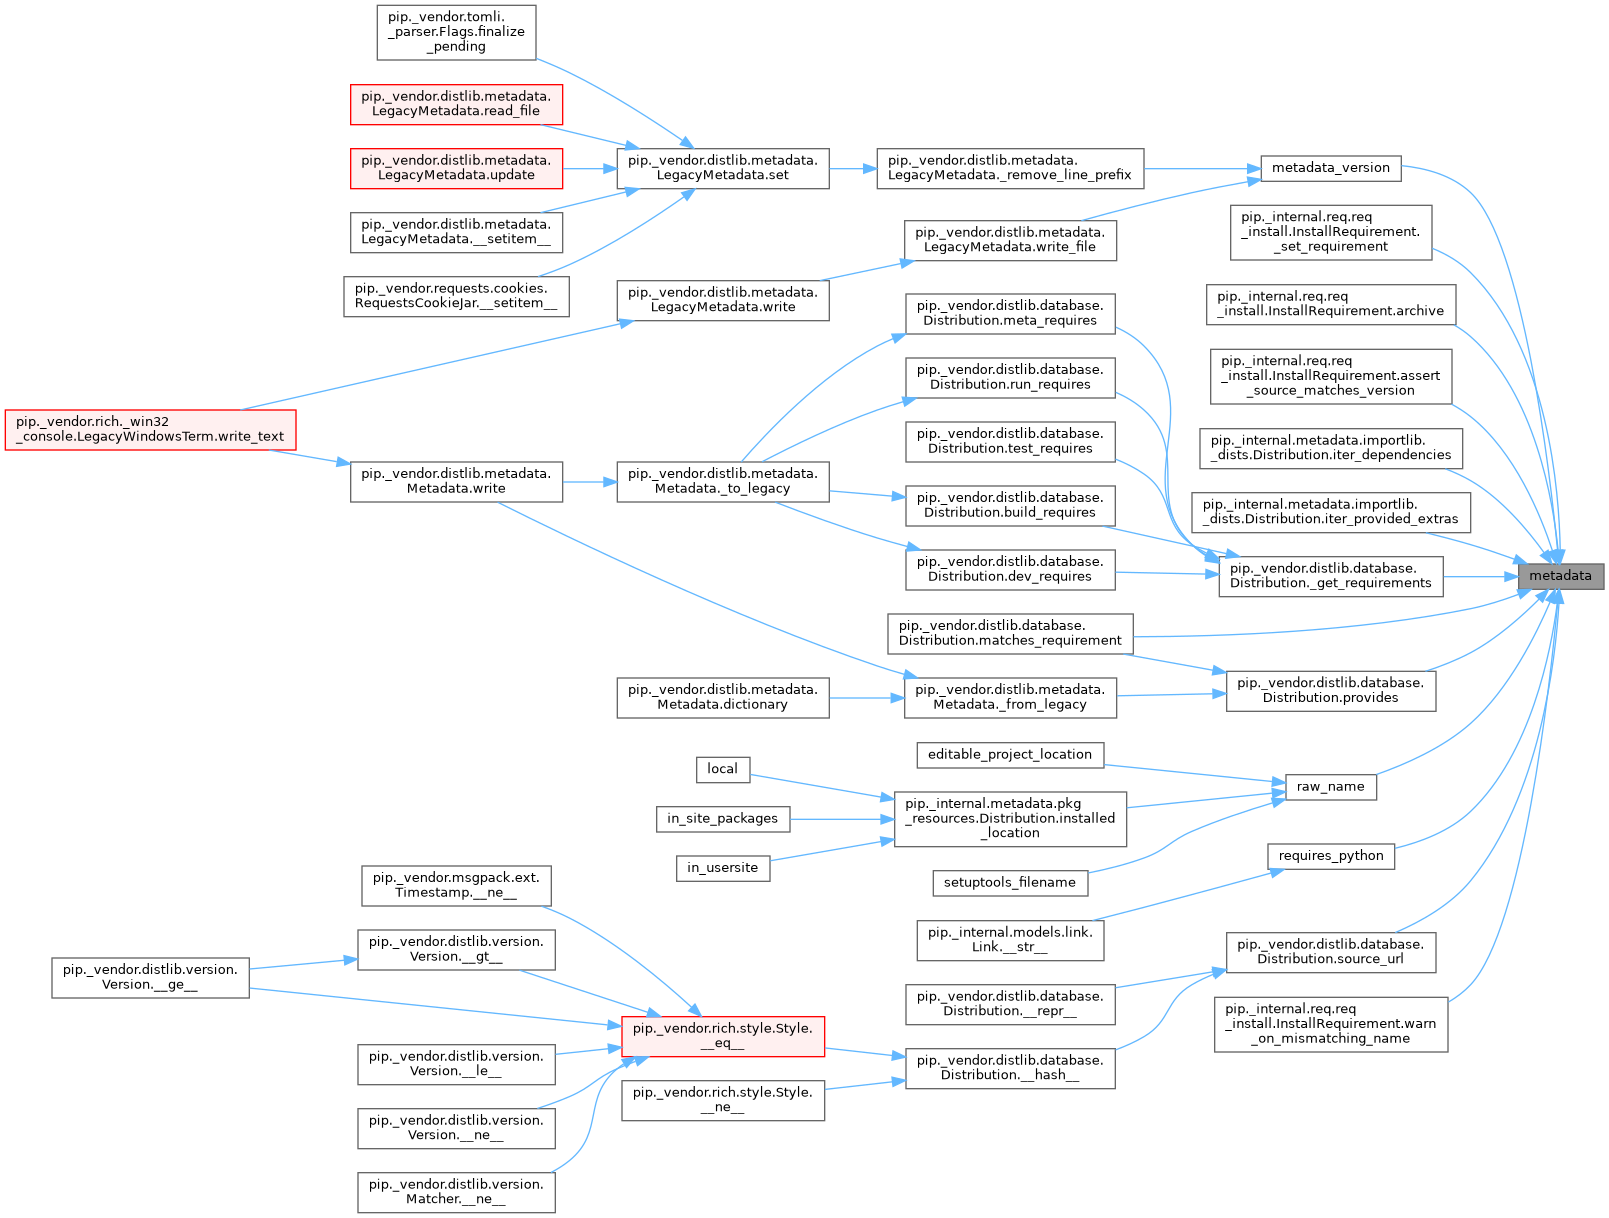 pip._vendor.tomli.
_parser.Flags.finalize
_pending
pip._vendor.distlib.metadata.
LegacyMetadata.read_file
pip._vendor.distlib.metadata.
LegacyMetadata.update
pip._vendor.distlib.metadata.
LegacyMetadata.__setitem__
pip._vendor.requests.cookies.
RequestsCookieJar.__setitem__
pip._vendor.distlib.metadata.
LegacyMetadata.set
pip._vendor.distlib.metadata.
LegacyMetadata._remove_line_prefix
metadata_version
pip._vendor.distlib.metadata.
LegacyMetadata.write_file
pip._vendor.distlib.metadata.
LegacyMetadata.write
pip._internal.req.req
_install.InstallRequirement.
_set_requirement
pip._internal.req.req
_install.InstallRequirement.archive
pip._internal.req.req
_install.InstallRequirement.assert
_source_matches_version
pip._internal.metadata.importlib.
_dists.Distribution.iter_dependencies
pip._internal.metadata.importlib.
_dists.Distribution.iter_provided_extras
pip._vendor.distlib.database.
Distribution.meta_requires
pip._vendor.distlib.database.
Distribution.run_requires
pip._vendor.distlib.database.
Distribution.test_requires
pip._vendor.distlib.database.
Distribution.build_requires
pip._vendor.distlib.database.
Distribution.dev_requires
pip._vendor.rich._win32
_console.LegacyWindowsTerm.write_text
pip._vendor.distlib.metadata.
Metadata.write
pip._vendor.distlib.metadata.
Metadata._to_legacy
pip._vendor.distlib.database.
Distribution._get_requirements
metadata
pip._vendor.distlib.database.
Distribution.matches_requirement
pip._vendor.distlib.metadata.
Metadata.dictionary
pip._vendor.distlib.metadata.
Metadata._from_legacy
pip._vendor.distlib.database.
Distribution.provides
editable_project_location
local
in_site_packages
in_usersite
pip._internal.metadata.pkg
_resources.Distribution.installed
_location
raw_name
setuptools_filename
requires_python
pip._internal.models.link.
Link.__str__
pip._vendor.distlib.database.
Distribution.source_url
pip._internal.req.req
_install.InstallRequirement.warn
_on_mismatching_name
pip._vendor.distlib.database.
Distribution.__repr__
pip._vendor.distlib.database.
Distribution.__hash__
pip._vendor.rich.style.Style.
__eq__
pip._vendor.rich.style.Style.
__ne__
pip._vendor.msgpack.ext.
Timestamp.__ne__
pip._vendor.distlib.version.
Version.__gt__
pip._vendor.distlib.version.
Version.__ge__
pip._vendor.distlib.version.
Version.__le__
pip._vendor.distlib.version.
Version.__ne__
pip._vendor.distlib.version.
Matcher.__ne__